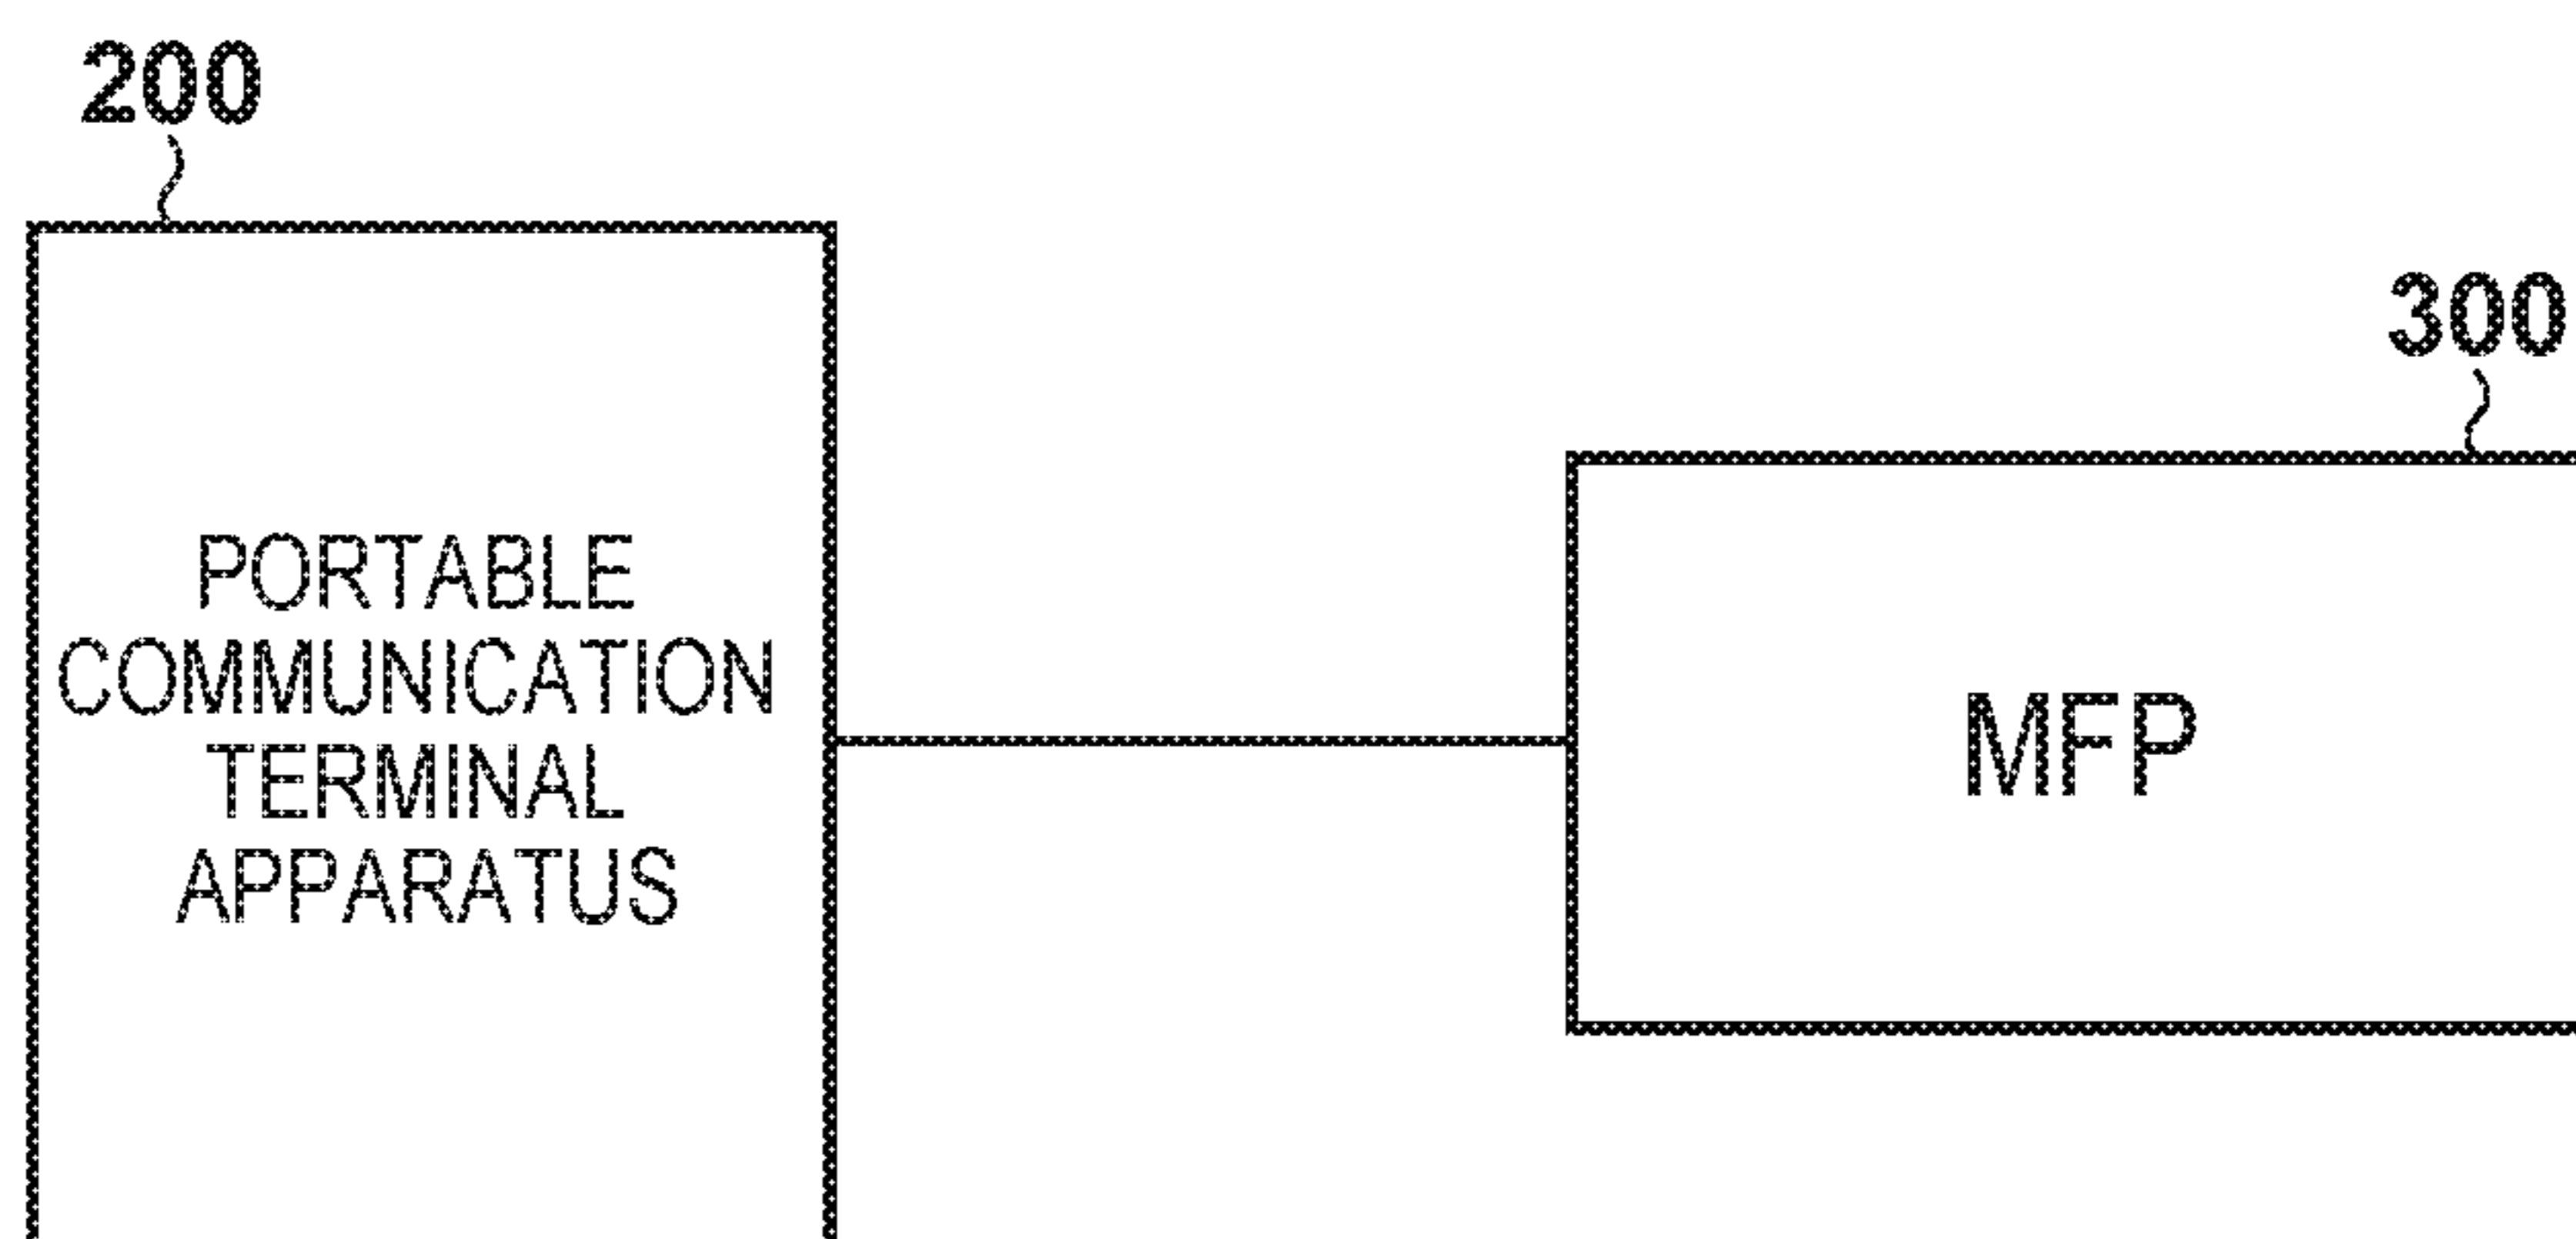 200
300
PORTABLE
COMMUNICATION
TERMINAL
APPARATUS
MFP